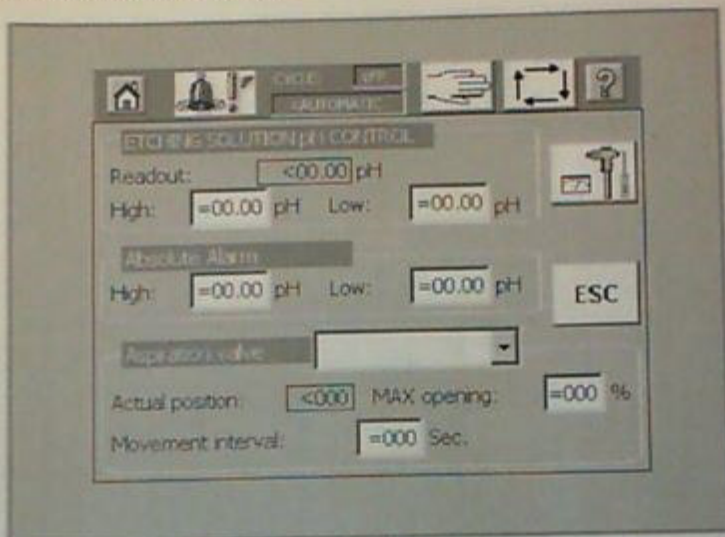 CYCLE: OFF
<AUTOMATIC
?
ETCHING SOLUTION pH CONTROL
Readout: <00.00 pH
High: =00.00 pH Low: =00.00 pH
Absolute Alarm
High: =00.00 pH Low: =00.00 pH
ESC
Aspiration valve
Actual position: <000 MAX opening: =000 %
Movement interval: =000 Sec.